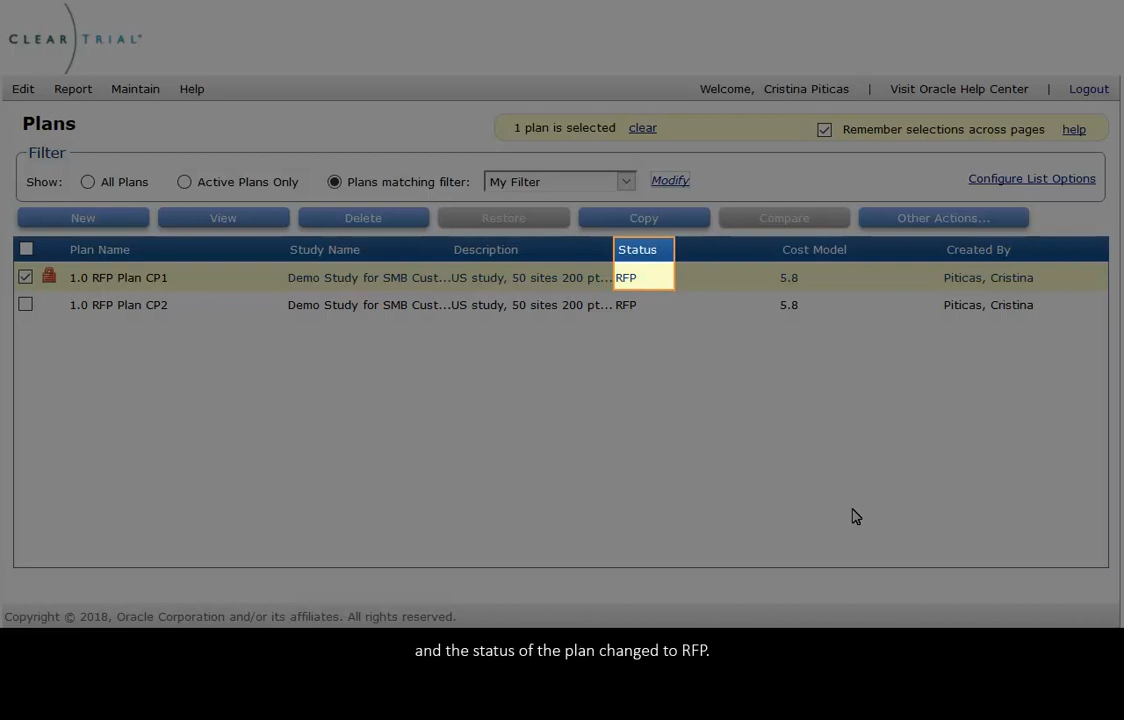 CLEAR TRIAL
Edit Report Maintain Help Welcome, Cristina Piticas | Visit Oracle Help Center | Logout
Plans
1 plan is selected clear Remember selections across pages help
Filter
Show: All Plans Active Plans Only Plans matching filter: My Filter Modify Configure List Options
New View Delete Restore Copy Compare Other Actions...
Plan Name Study Name Description Status Cost Model Created By
1.0 RFP Plan CP1 Demo Study for SMB Cust...US study, 50 sites 200 pt... RFP 5.8 Piticas, Cristina
1.0 RFP Plan CP2 Demo Study for SMB Cust...US study, 50 sites 200 pt... RFP 5.8 Piticas, Cristina
Copyright © 2018, Oracle Corporation and/or its affiliates. All rights reserved.
and the status of the plan changed to RFP.